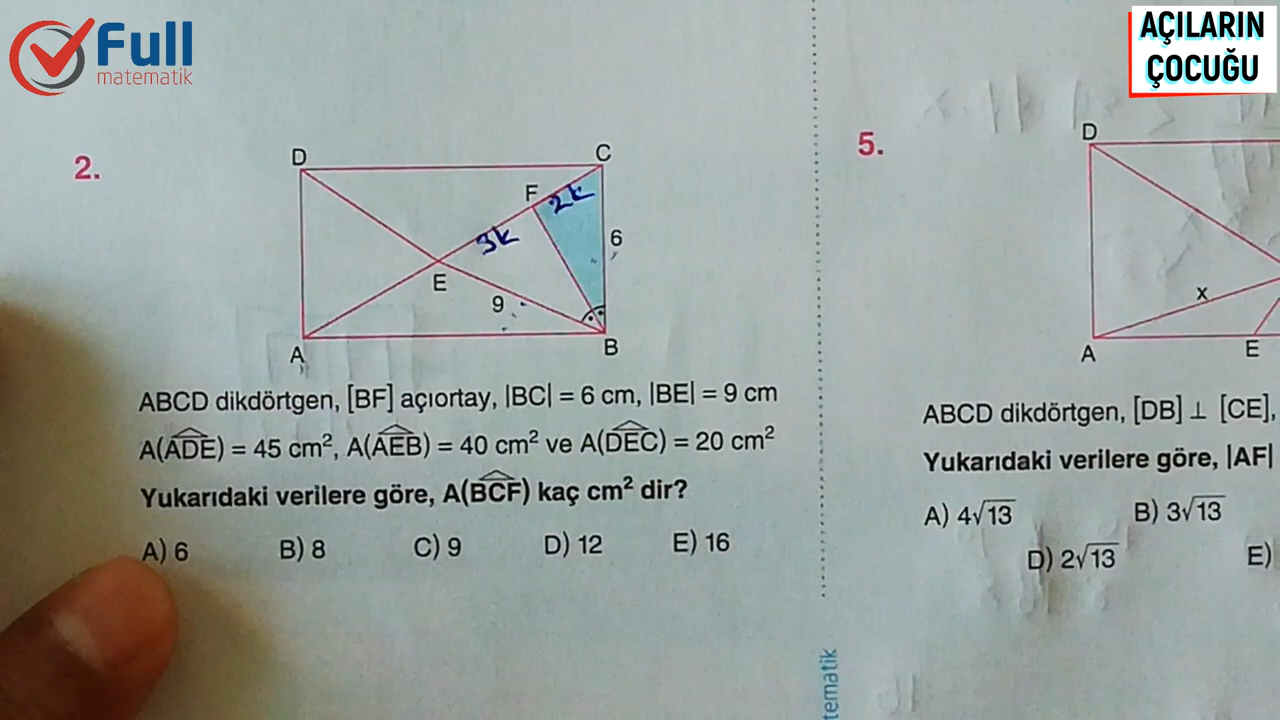 Full
matematik
AÇILARIN
ÇOCUĞU
2.
D
C
F
2k
3k
6
E
9
A
B
ABCD dikdörtgen, [BF] açıortay, |BC| = 6 cm, |BE| = 9 cm
A(ADE) = 45 cm², A(AEB) = 40 cm² ve A(DEC) = 20 cm²
Yukarıdaki verilere göre, A(BCF) kaç cm² dir?
A) 6 B) 8 C) 9 D) 12 E) 16
tematik
5.
D
x
A
E
ABCD dikdörtgen, [DB] ⊥ [CE],
Yukarıdaki verilere göre, |AF|
A) 4√13 B) 3√13
D) 2√13 E)